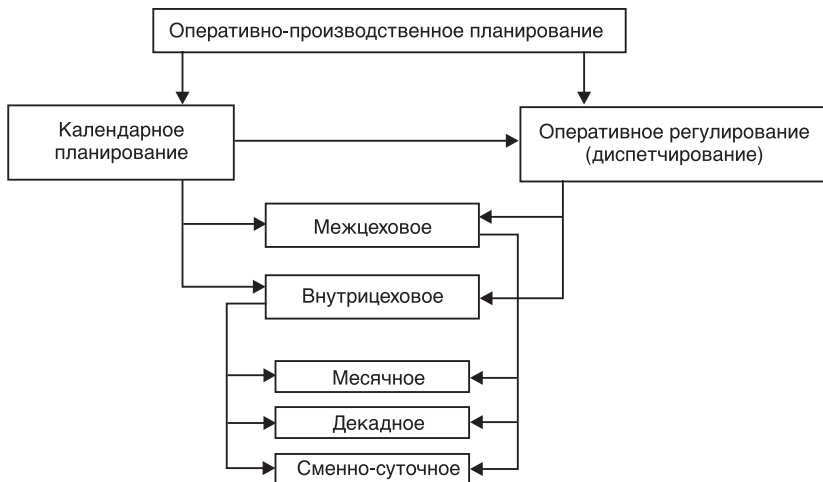 Оперативно-производственное планирование
Календарное
планирование
Оперативное регулирование
(диспетчирование)
Межцеховое
Внутрицеховое
Месячное
Декадное
Сменно-суточное